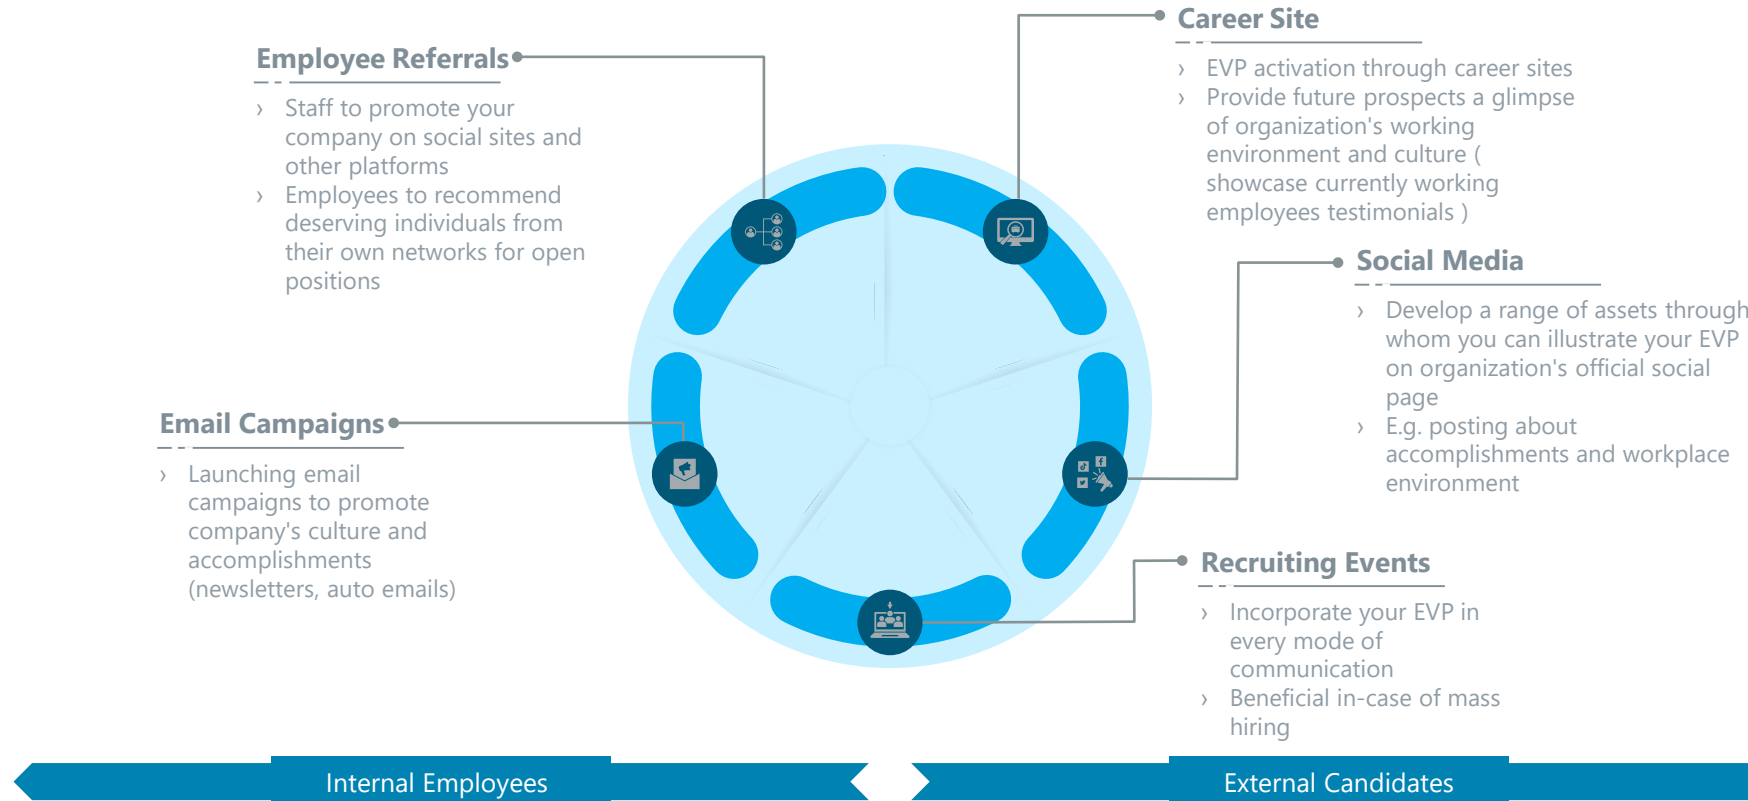 Employee Referrals
› Staff to promote your
company on social sites and
other platforms
› Employees to recommend
deserving individuals from
their own networks for open
positions
Email Campaigns
› Launching email
campaigns to promote
company's culture and
accomplishments
(newsletters, auto emails)
Career Site
› EVP activation through career sites
› Provide future prospects a glimpse
of organization's working
environment and culture (
showcase currently working
employees testimonials )
Social Media
› Develop a range of assets through
whom you can illustrate your EVP
on organization's official social
page
› E.g. posting about
accomplishments and workplace
environment
Recruiting Events
› Incorporate your EVP in
every mode of
communication
› Beneficial in-case of mass
hiring
Internal Employees
External Candidates